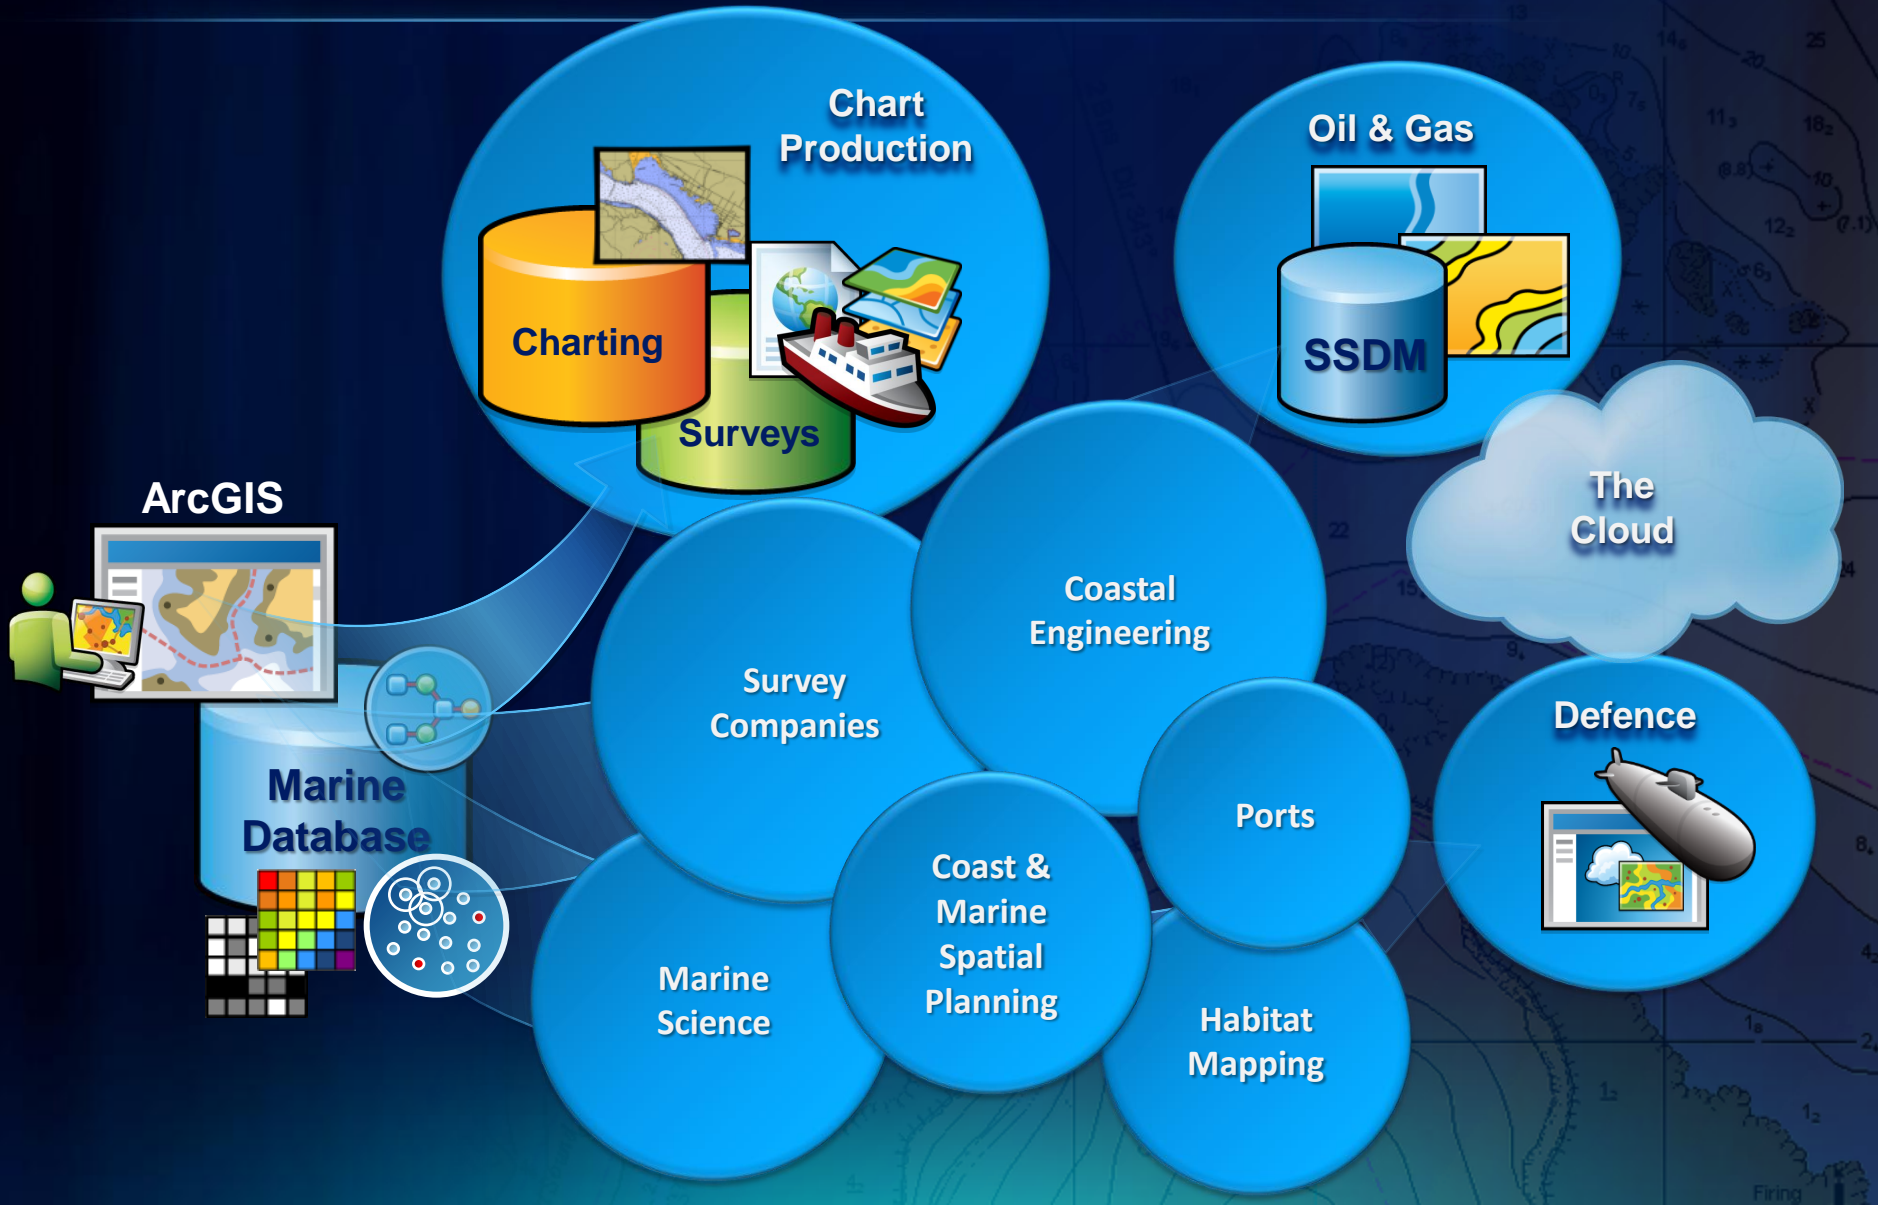 Chart
Production
Charting
Surveys
Oil & Gas
SSDM
The
Cloud
ArcGIS
Marine
Database
Coastal
Engineering
Survey
Companies
Defence
Ports
Coast &
Marine
Spatial
Planning
Marine
Science
Habitat
Mapping
Firing